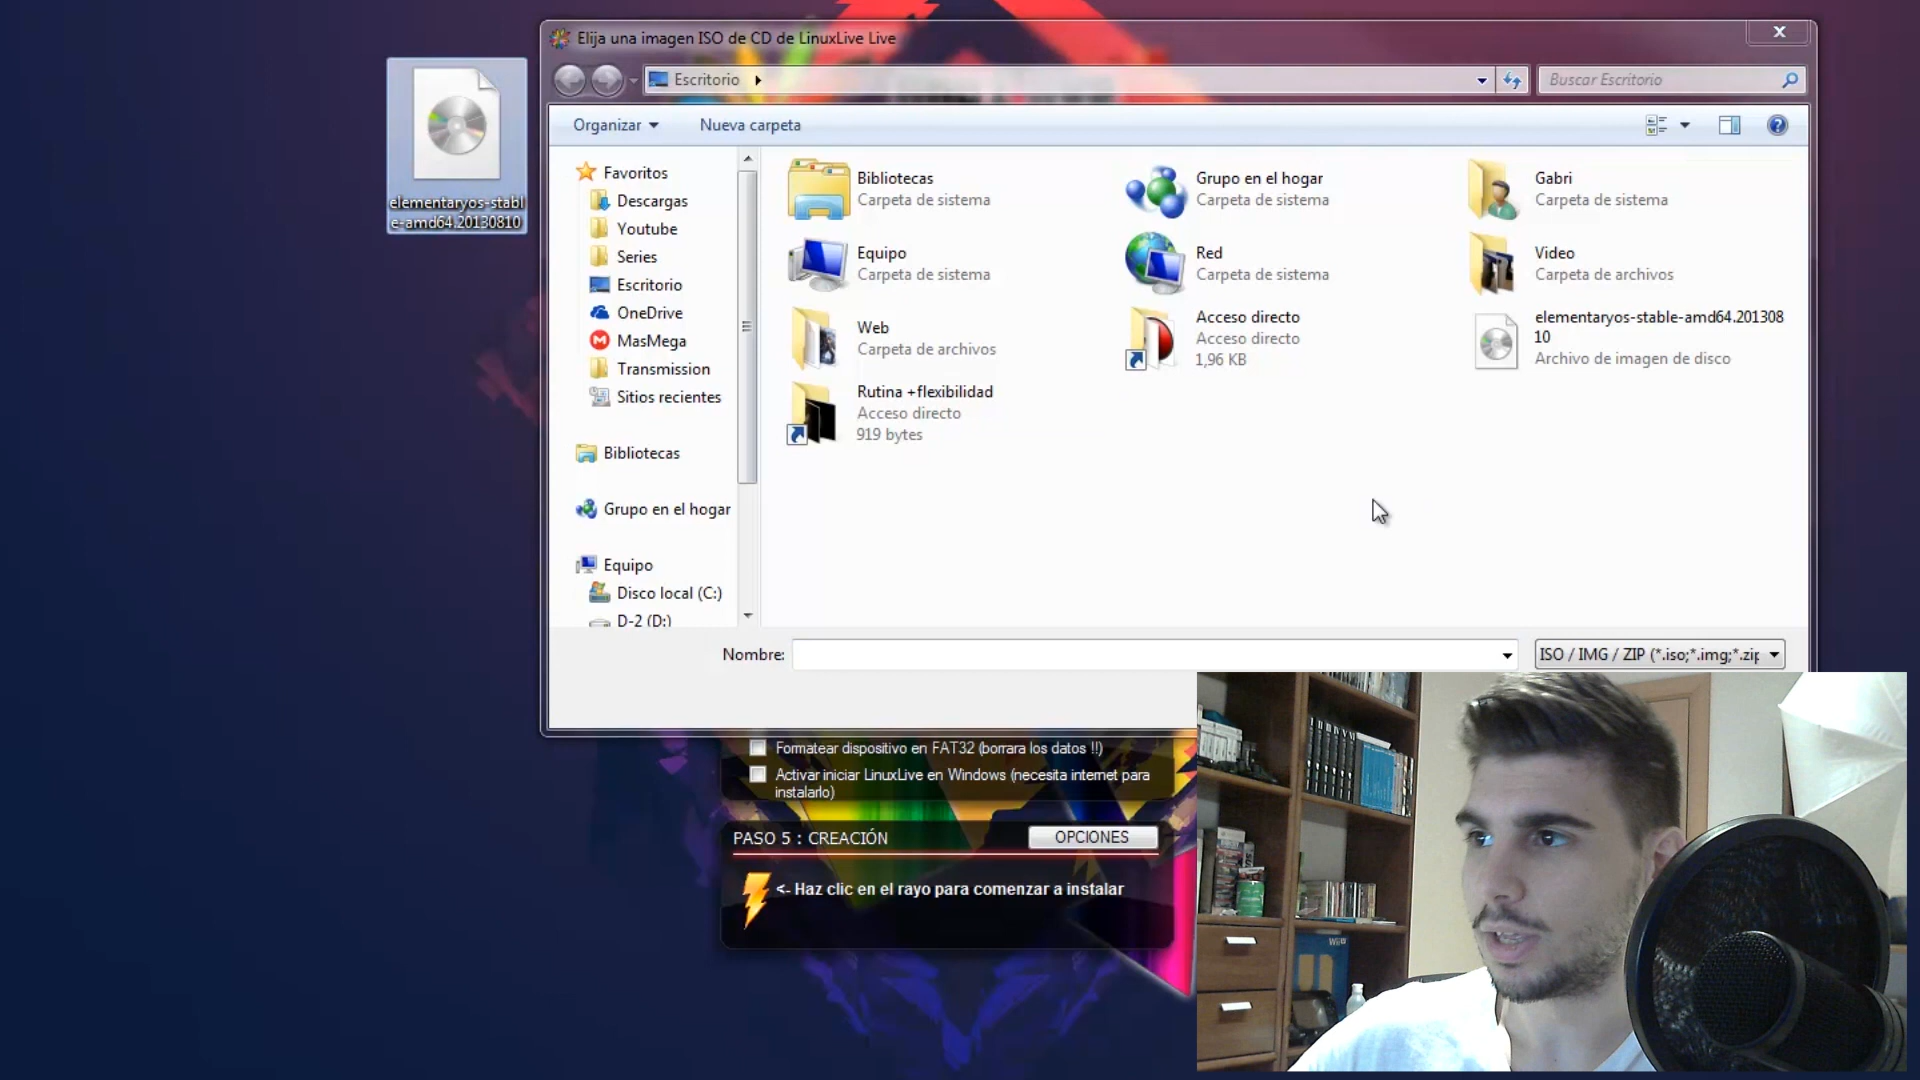 elementaryos-stabl
e-amd64.20130810
Elija una imagen ISO de CD de LinuxLive Live
Escritorio
Buscar Escritorio
Organizar
Nueva carpeta
Favoritos
Descargas
Youtube
Series
Escritorio
OneDrive
MasMega
Transmission
Sitios recientes
Bibliotecas
Grupo en el hogar
Equipo
Disco local (C:)
D-2 (D:)
Bibliotecas
Carpeta de sistema
Grupo en el hogar
Carpeta de sistema
Gabri
Carpeta de sistema
Equipo
Carpeta de sistema
Red
Carpeta de sistema
Video
Carpeta de archivos
Web
Carpeta de archivos
Acceso directo
Acceso directo
1,96 KB
elementaryos-stable-amd64.201308
10
Archivo de imagen de disco
Rutina +flexibilidad
Acceso directo
919 bytes
Nombre:
ISO / IMG / ZIP (*.iso;*.img;*.zip
Formatear dispositivo en FAT32 (borrara los datos !!)
Activar iniciar LinuxLive en Windows (necesita internet para
instalarlo)
PASO 5 : CREACIÓN
OPCIONES
<- Haz clic en el rayo para comenzar a instalar
WiiU